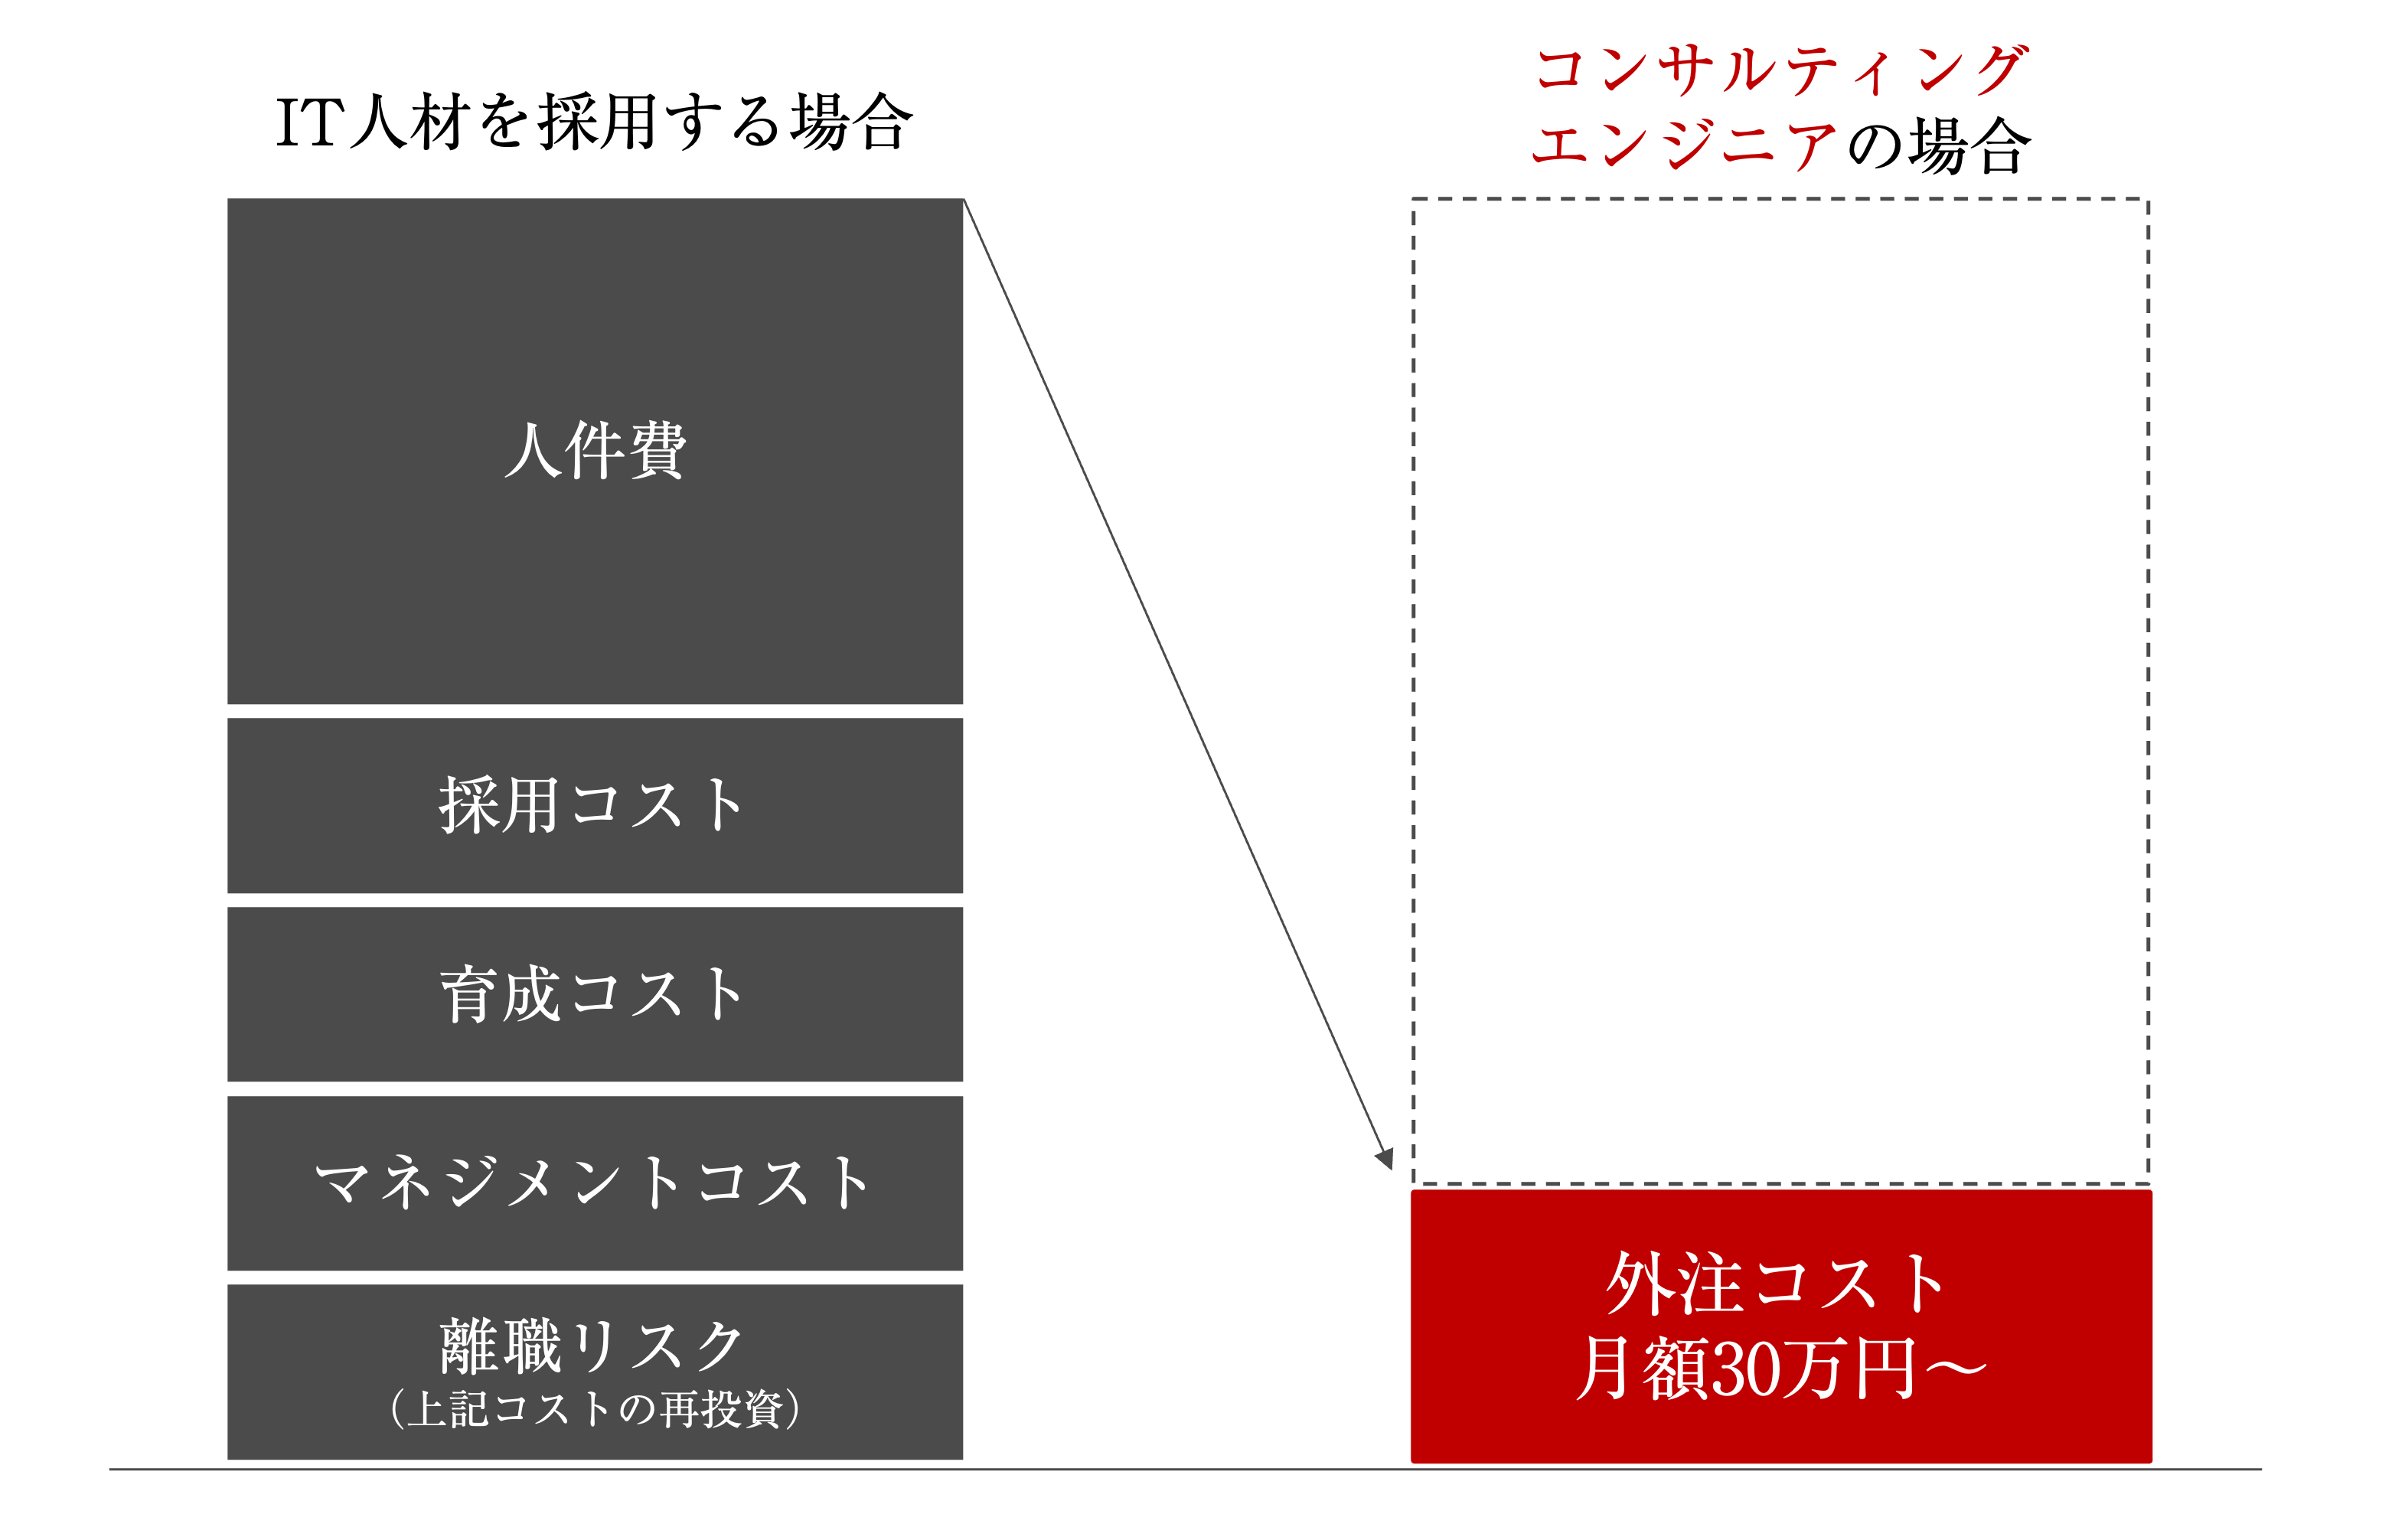 IT人材を採用する場合
人件費
採用コスト
育成コスト
マネジメントコスト
離職リスク
（上記コストの再投資）
コンサルティング
エンジニアの場合
外注コスト
月額30万円〜